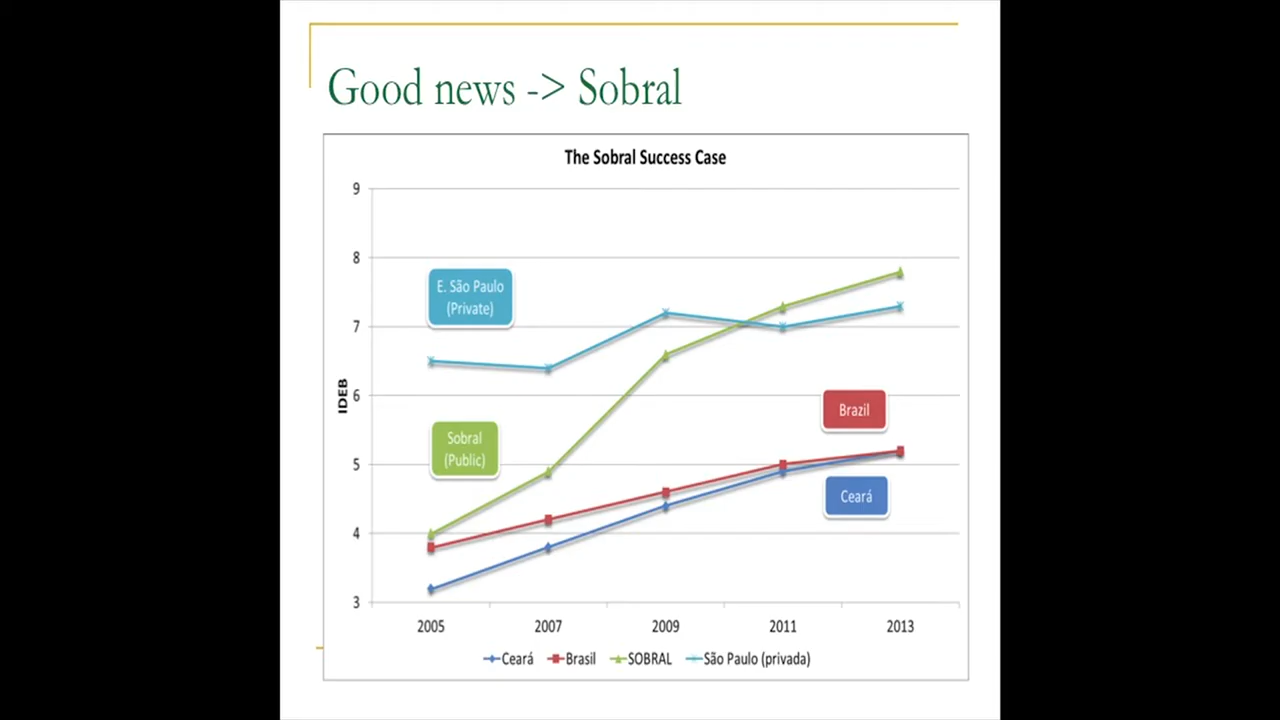 Good news -> Sobral
The Sobral Success Case
9
8
7
6
5
4
3
IDEB
E. São Paulo
(Private)
Sobral
(Public)
Brazil
Ceará
2005 2007 2009 2011 2013
Ceará Brasil SOBRAL São Paulo (privada)